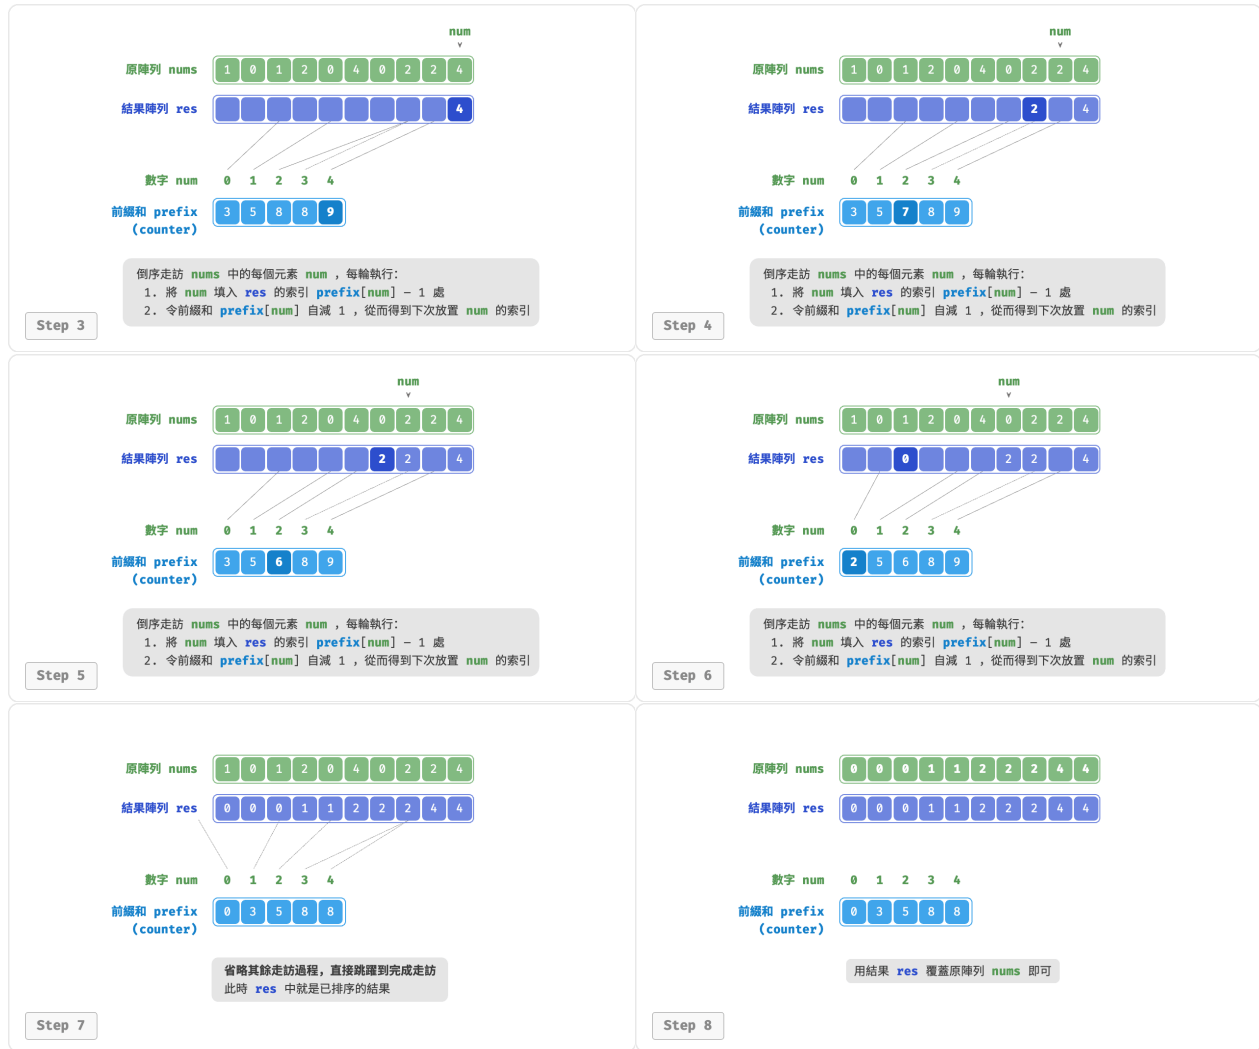 num
原陣列 nums 1 0 1 2 0 4 0 2 2 4
結果陣列 res 4
數字 num 0 1 2 3 4
前綴和 prefix 3 5 8 8 9
(counter)
倒序走訪 nums 中的每個元素 num ，每輪執行：
1. 將 num 填入 res 的索引 prefix[num] – 1 處
2. 令前綴和 prefix[num] 自減 1 ，從而得到下次放置 num 的索引
Step 3
num
原陣列 nums 1 0 1 2 0 4 0 2 2 4
結果陣列 res 2 4
數字 num 0 1 2 3 4
前綴和 prefix 3 5 7 8 9
(counter)
倒序走訪 nums 中的每個元素 num ，每輪執行：
1. 將 num 填入 res 的索引 prefix[num] – 1 處
2. 令前綴和 prefix[num] 自減 1 ，從而得到下次放置 num 的索引
Step 4
num
原陣列 nums 1 0 1 2 0 4 0 2 2 4
結果陣列 res 2 2 4
數字 num 0 1 2 3 4
前綴和 prefix 3 5 6 8 9
(counter)
倒序走訪 nums 中的每個元素 num ，每輪執行：
1. 將 num 填入 res 的索引 prefix[num] – 1 處
2. 令前綴和 prefix[num] 自減 1 ，從而得到下次放置 num 的索引
Step 5
num
原陣列 nums 1 0 1 2 0 4 0 2 2 4
結果陣列 res 0 2 2 4
數字 num 0 1 2 3 4
前綴和 prefix 2 5 6 8 9
(counter)
倒序走訪 nums 中的每個元素 num ，每輪執行：
1. 將 num 填入 res 的索引 prefix[num] – 1 處
2. 令前綴和 prefix[num] 自減 1 ，從而得到下次放置 num 的索引
Step 6
原陣列 nums 1 0 1 2 0 4 0 2 2 4
結果陣列 res 0 0 0 1 1 2 2 2 4 4
數字 num 0 1 2 3 4
前綴和 prefix 0 3 5 8 8
(counter)
省略其餘走訪過程，直接跳躍到完成走訪
此時 res 中就是已排序的結果
Step 7
原陣列 nums 0 0 0 1 1 2 2 2 4 4
結果陣列 res 0 0 0 1 1 2 2 2 4 4
數字 num 0 1 2 3 4
前綴和 prefix 0 3 5 8 8
(counter)
用結果 res 覆蓋原陣列 nums 即可
Step 8